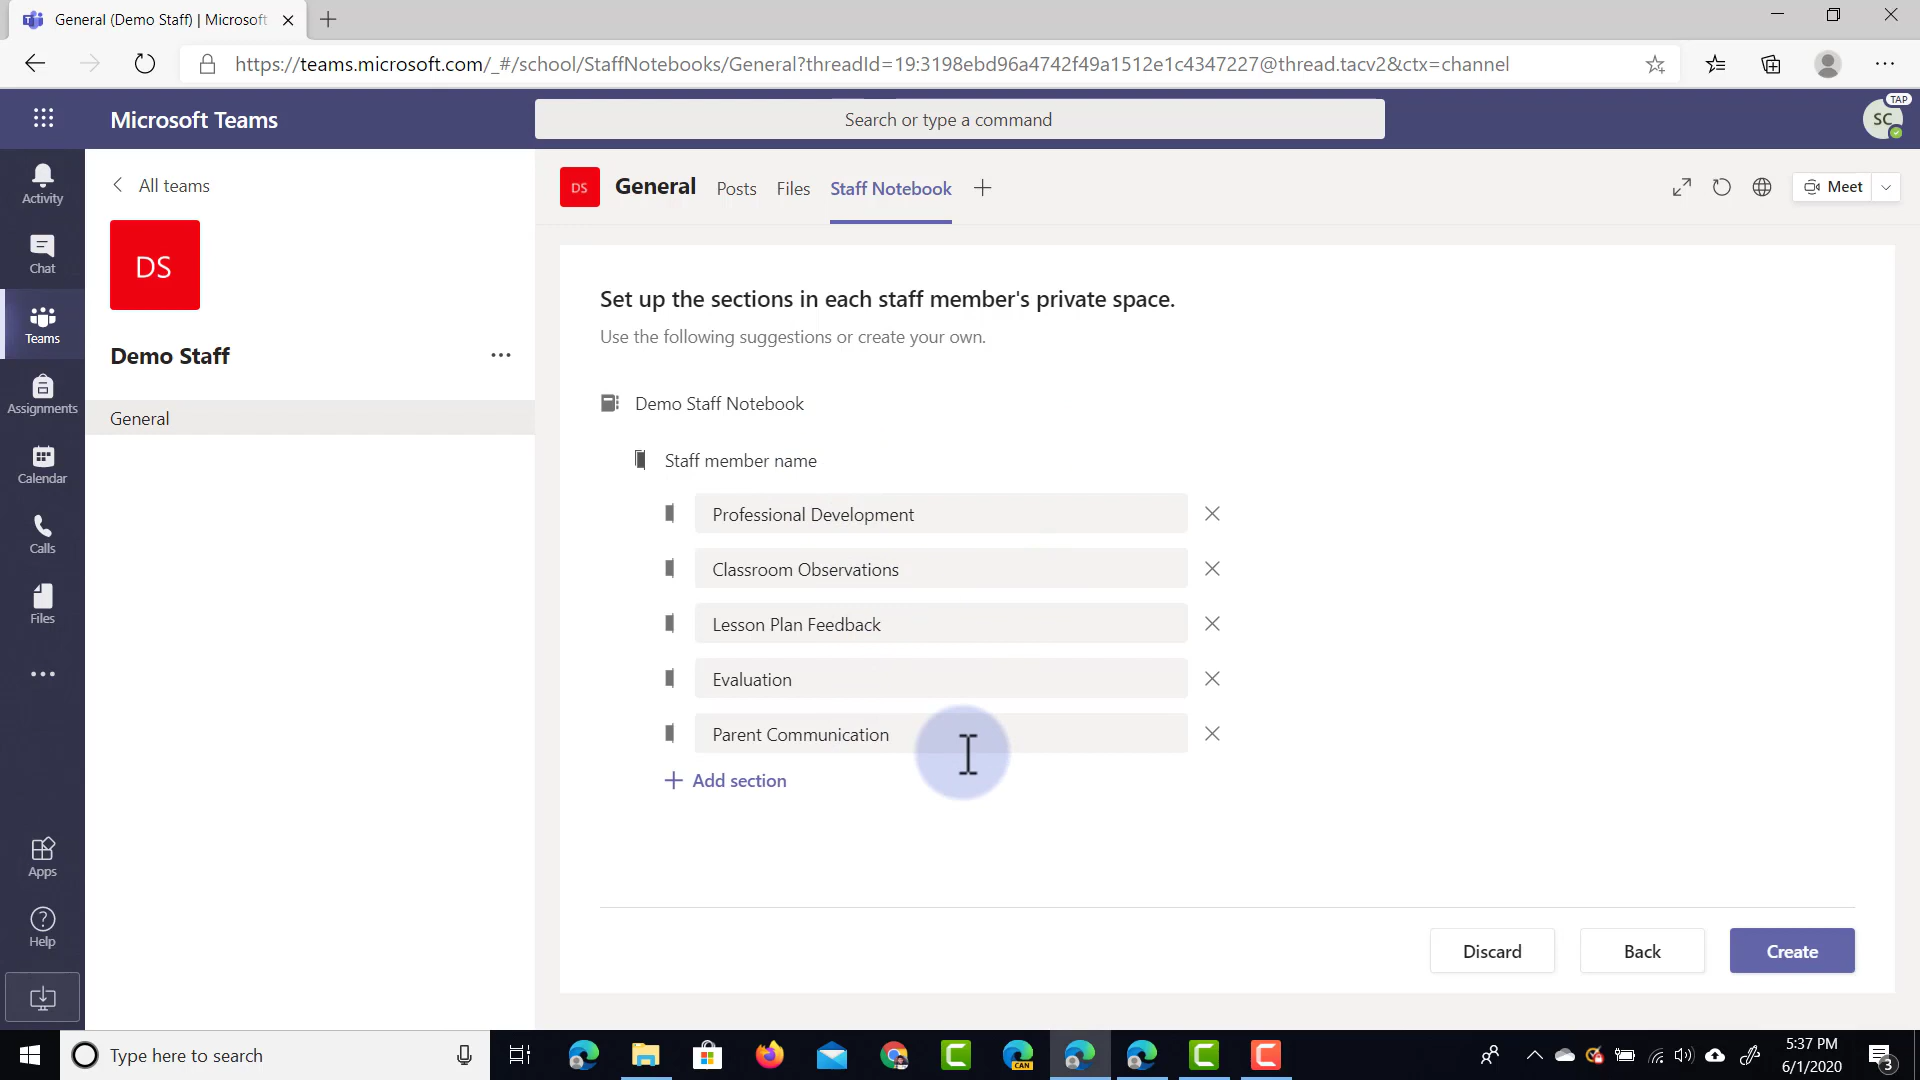 General (Demo Staff) | Microsoft
https://teams.microsoft.com/_#/school/StaffNotebooks/General?threadId=19:3198ebd96a4742f49a1512e1c4347227@thread.tacv2&ctx=channel
Microsoft Teams
Search or type a command
TAP
SC
Activity
Chat
Teams
Assignments
Calendar
Calls
Files
Apps
Help
All teams
DS
Demo Staff
General
DS
General
Posts
Files
Staff Notebook
Meet
Set up the sections in each staff member's private space.
Use the following suggestions or create your own.
Demo Staff Notebook
Staff member name
Professional Development
Classroom Observations
Lesson Plan Feedback
Evaluation
Parent Communication
Add section
Discard
Back
Create
Type here to search
CAN
5:37 PM
6/1/2020
3